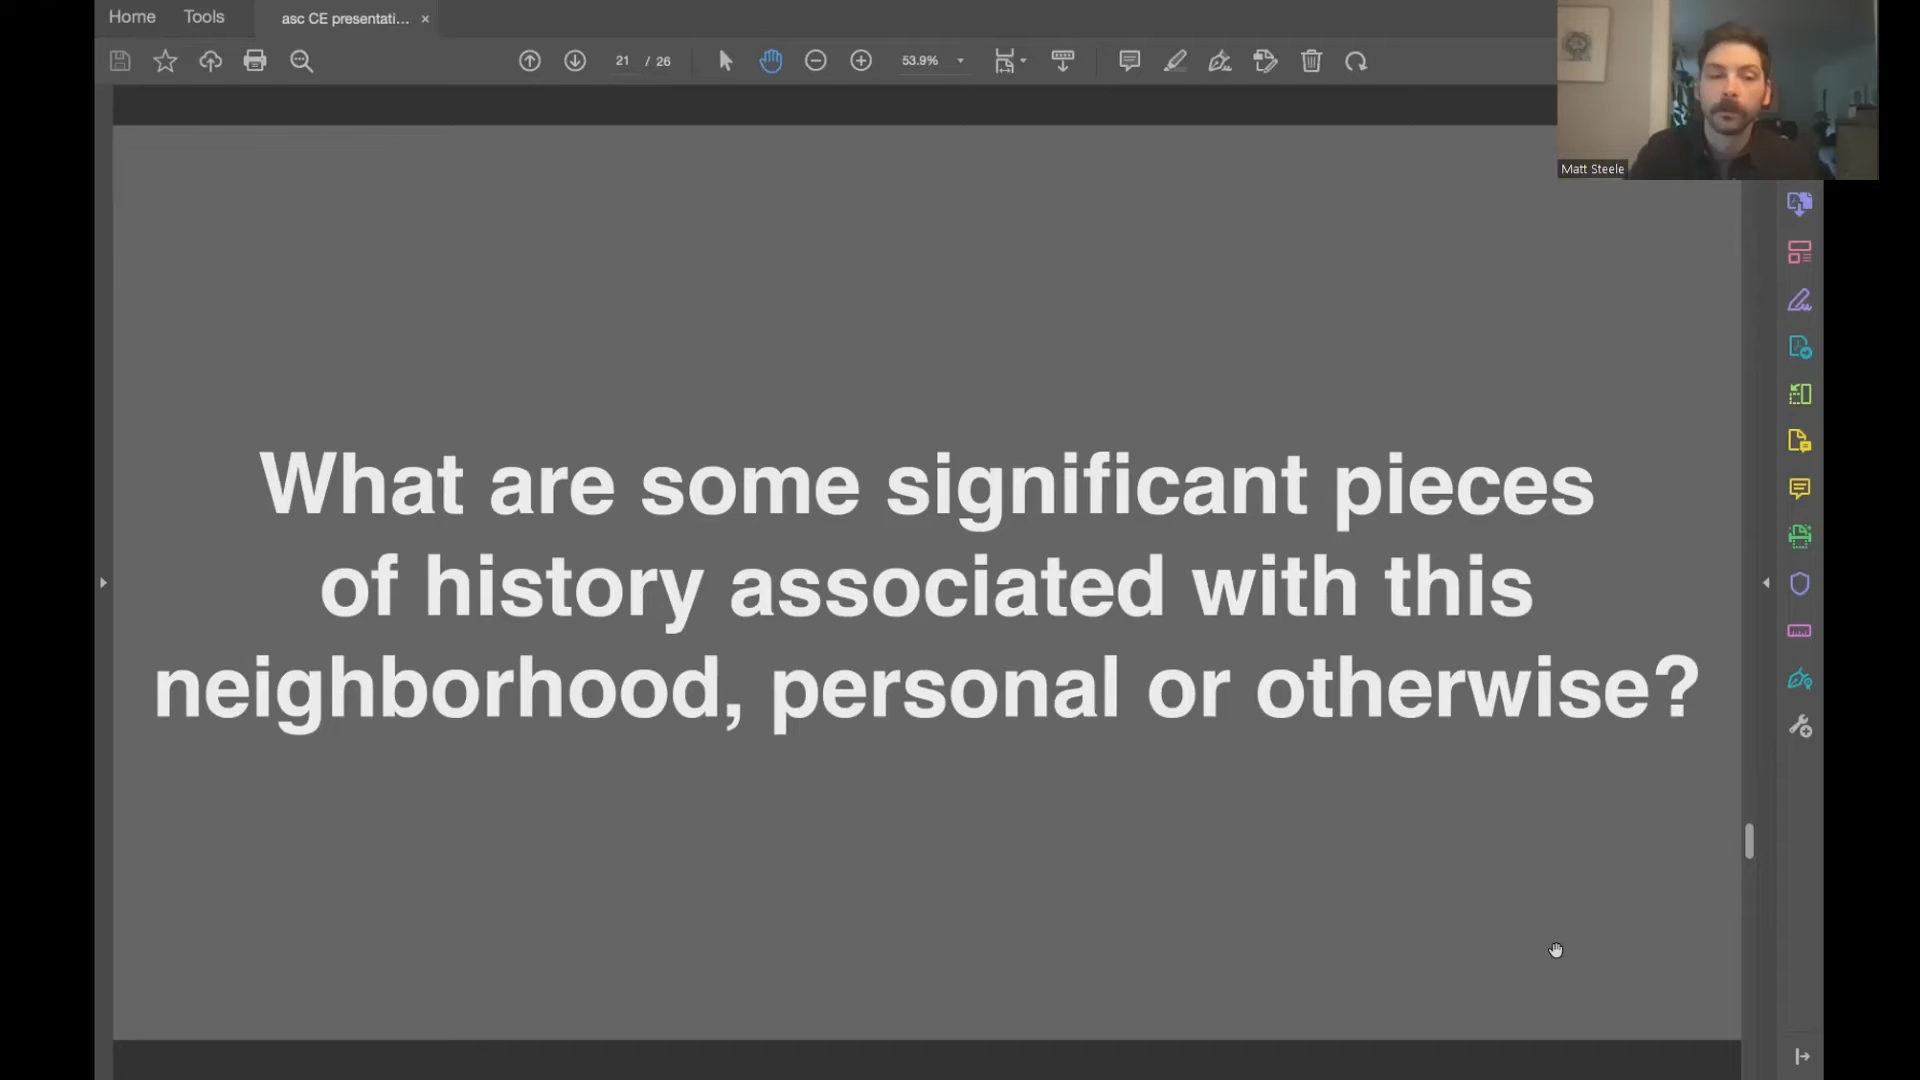 Home
Tools
asc CE presentati... ×
21 / 26
53.9%
Matt Steele
What are some significant pieces
of history associated with this
neighborhood, personal or otherwise?